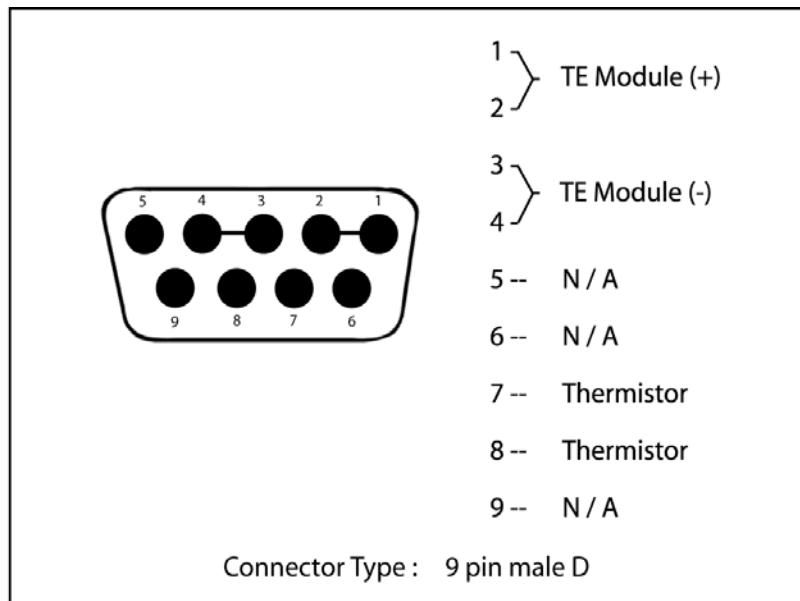 1
2
TE Module (+)
3
4
TE Module (-)
5 4 3 2 1
9 8 7 6
5 -- N / A
6 -- N / A
7 -- Thermistor
8 -- Thermistor
9 -- N / A
Connector Type : 9 pin male D